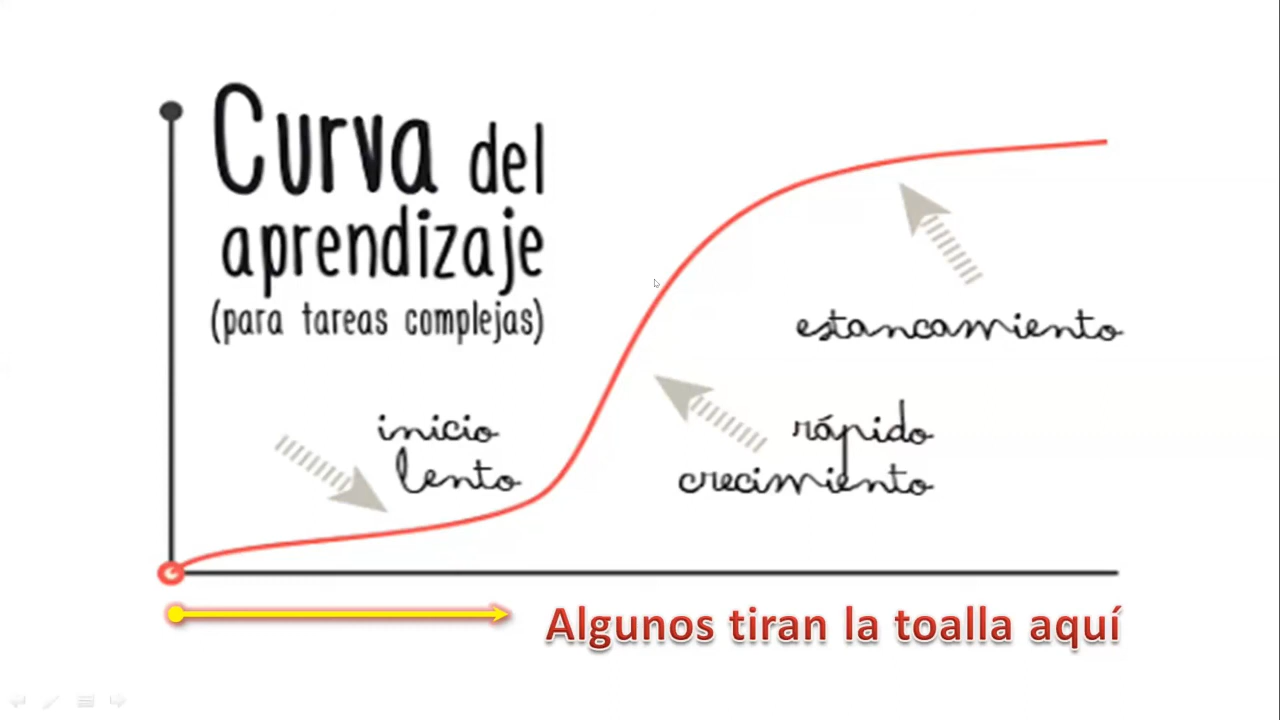 Curva del
aprendizaje
(para tareas complejas)
estancamiento
inicio
lento
rápido
crecimiento
Algunos tiran la toalla aquí